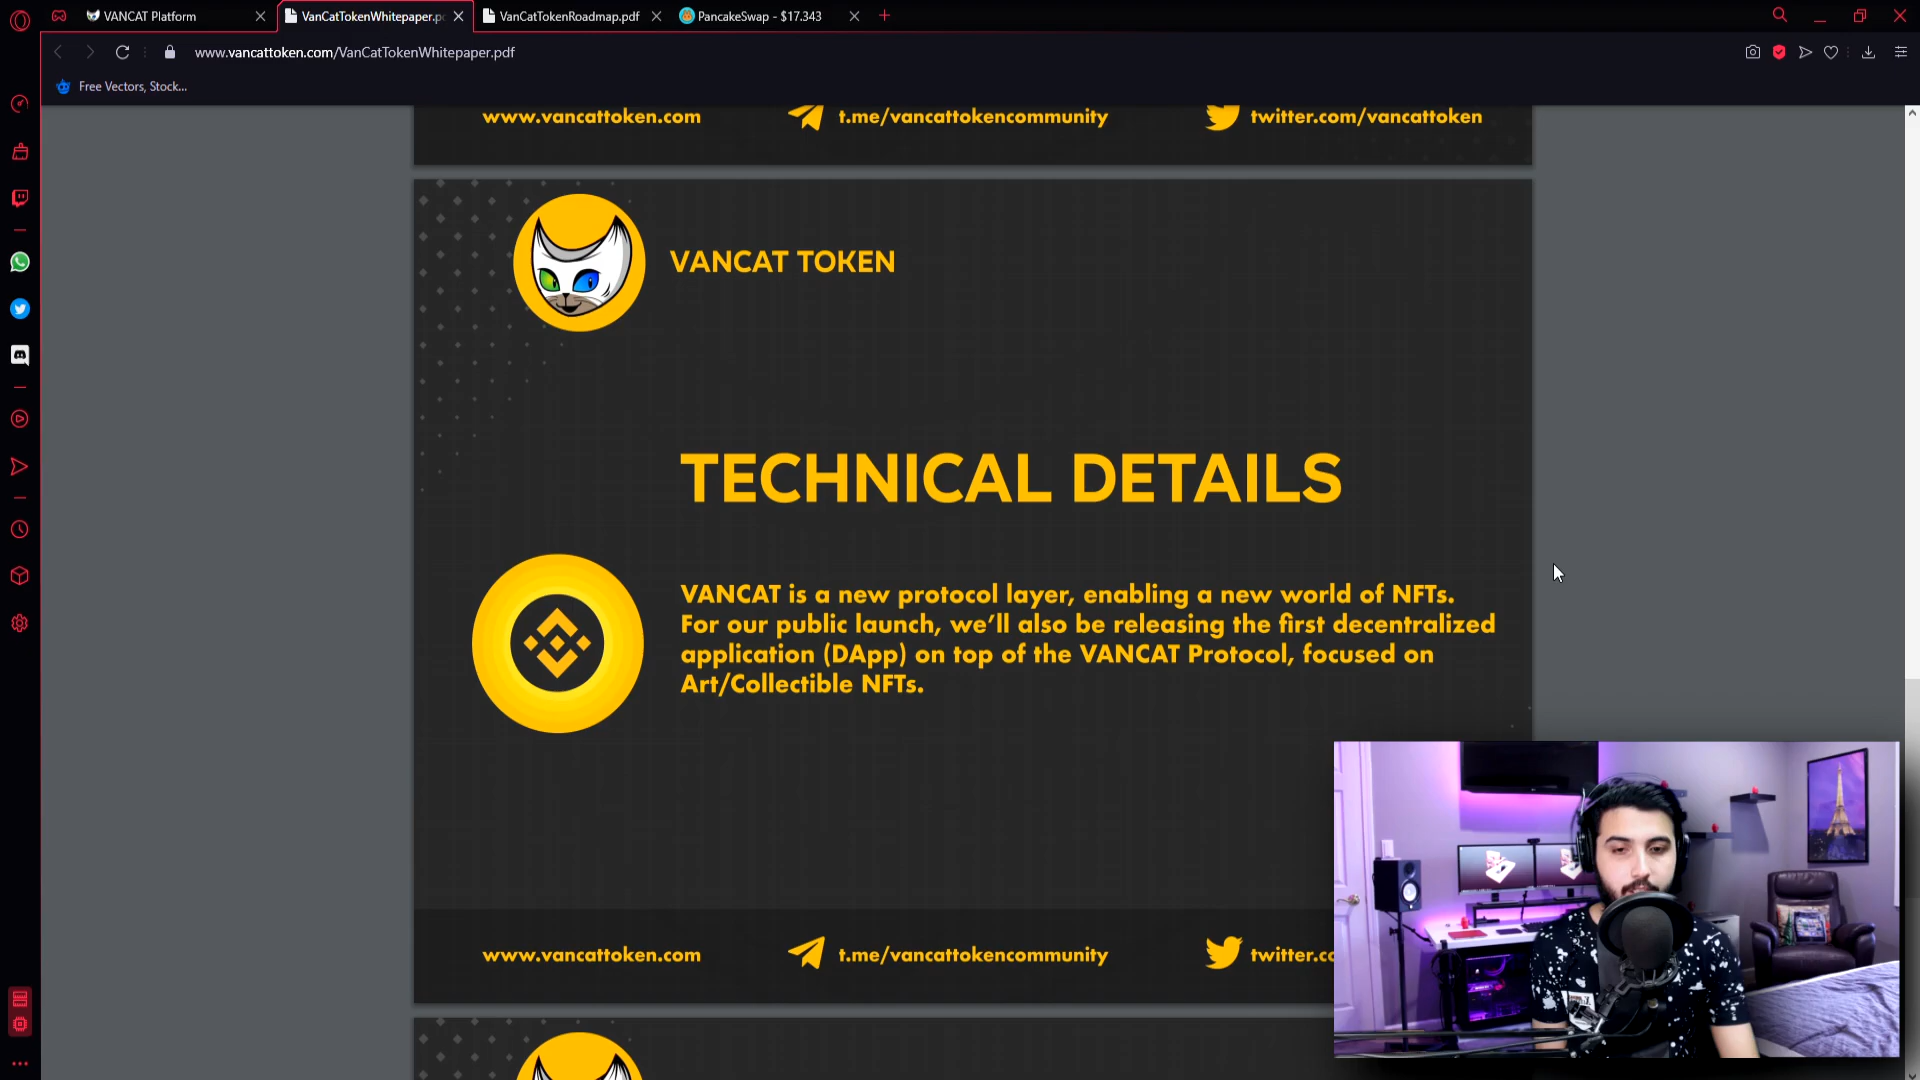 VANCAT Platform
VanCatTokenWhitepaper.p
VanCatTokenRoadmap.pdf
PancakeSwap - $17.343
www.vancattoken.com/VanCatTokenWhitepaper.pdf
Free Vectors, Stock...
www.vancattoken.com
t.me/vancattokencommunity
twitter.com/vancattoken
VANCAT TOKEN
TECHNICAL DETAILS
VANCAT is a new protocol layer, enabling a new world of NFTs.
For our public launch, we'll also be releasing the first decentralized
application (DApp) on top of the VANCAT Protocol, focused on
Art/Collectible NFTs.
www.vancattoken.com
t.me/vancattokencommunity
twitter.co